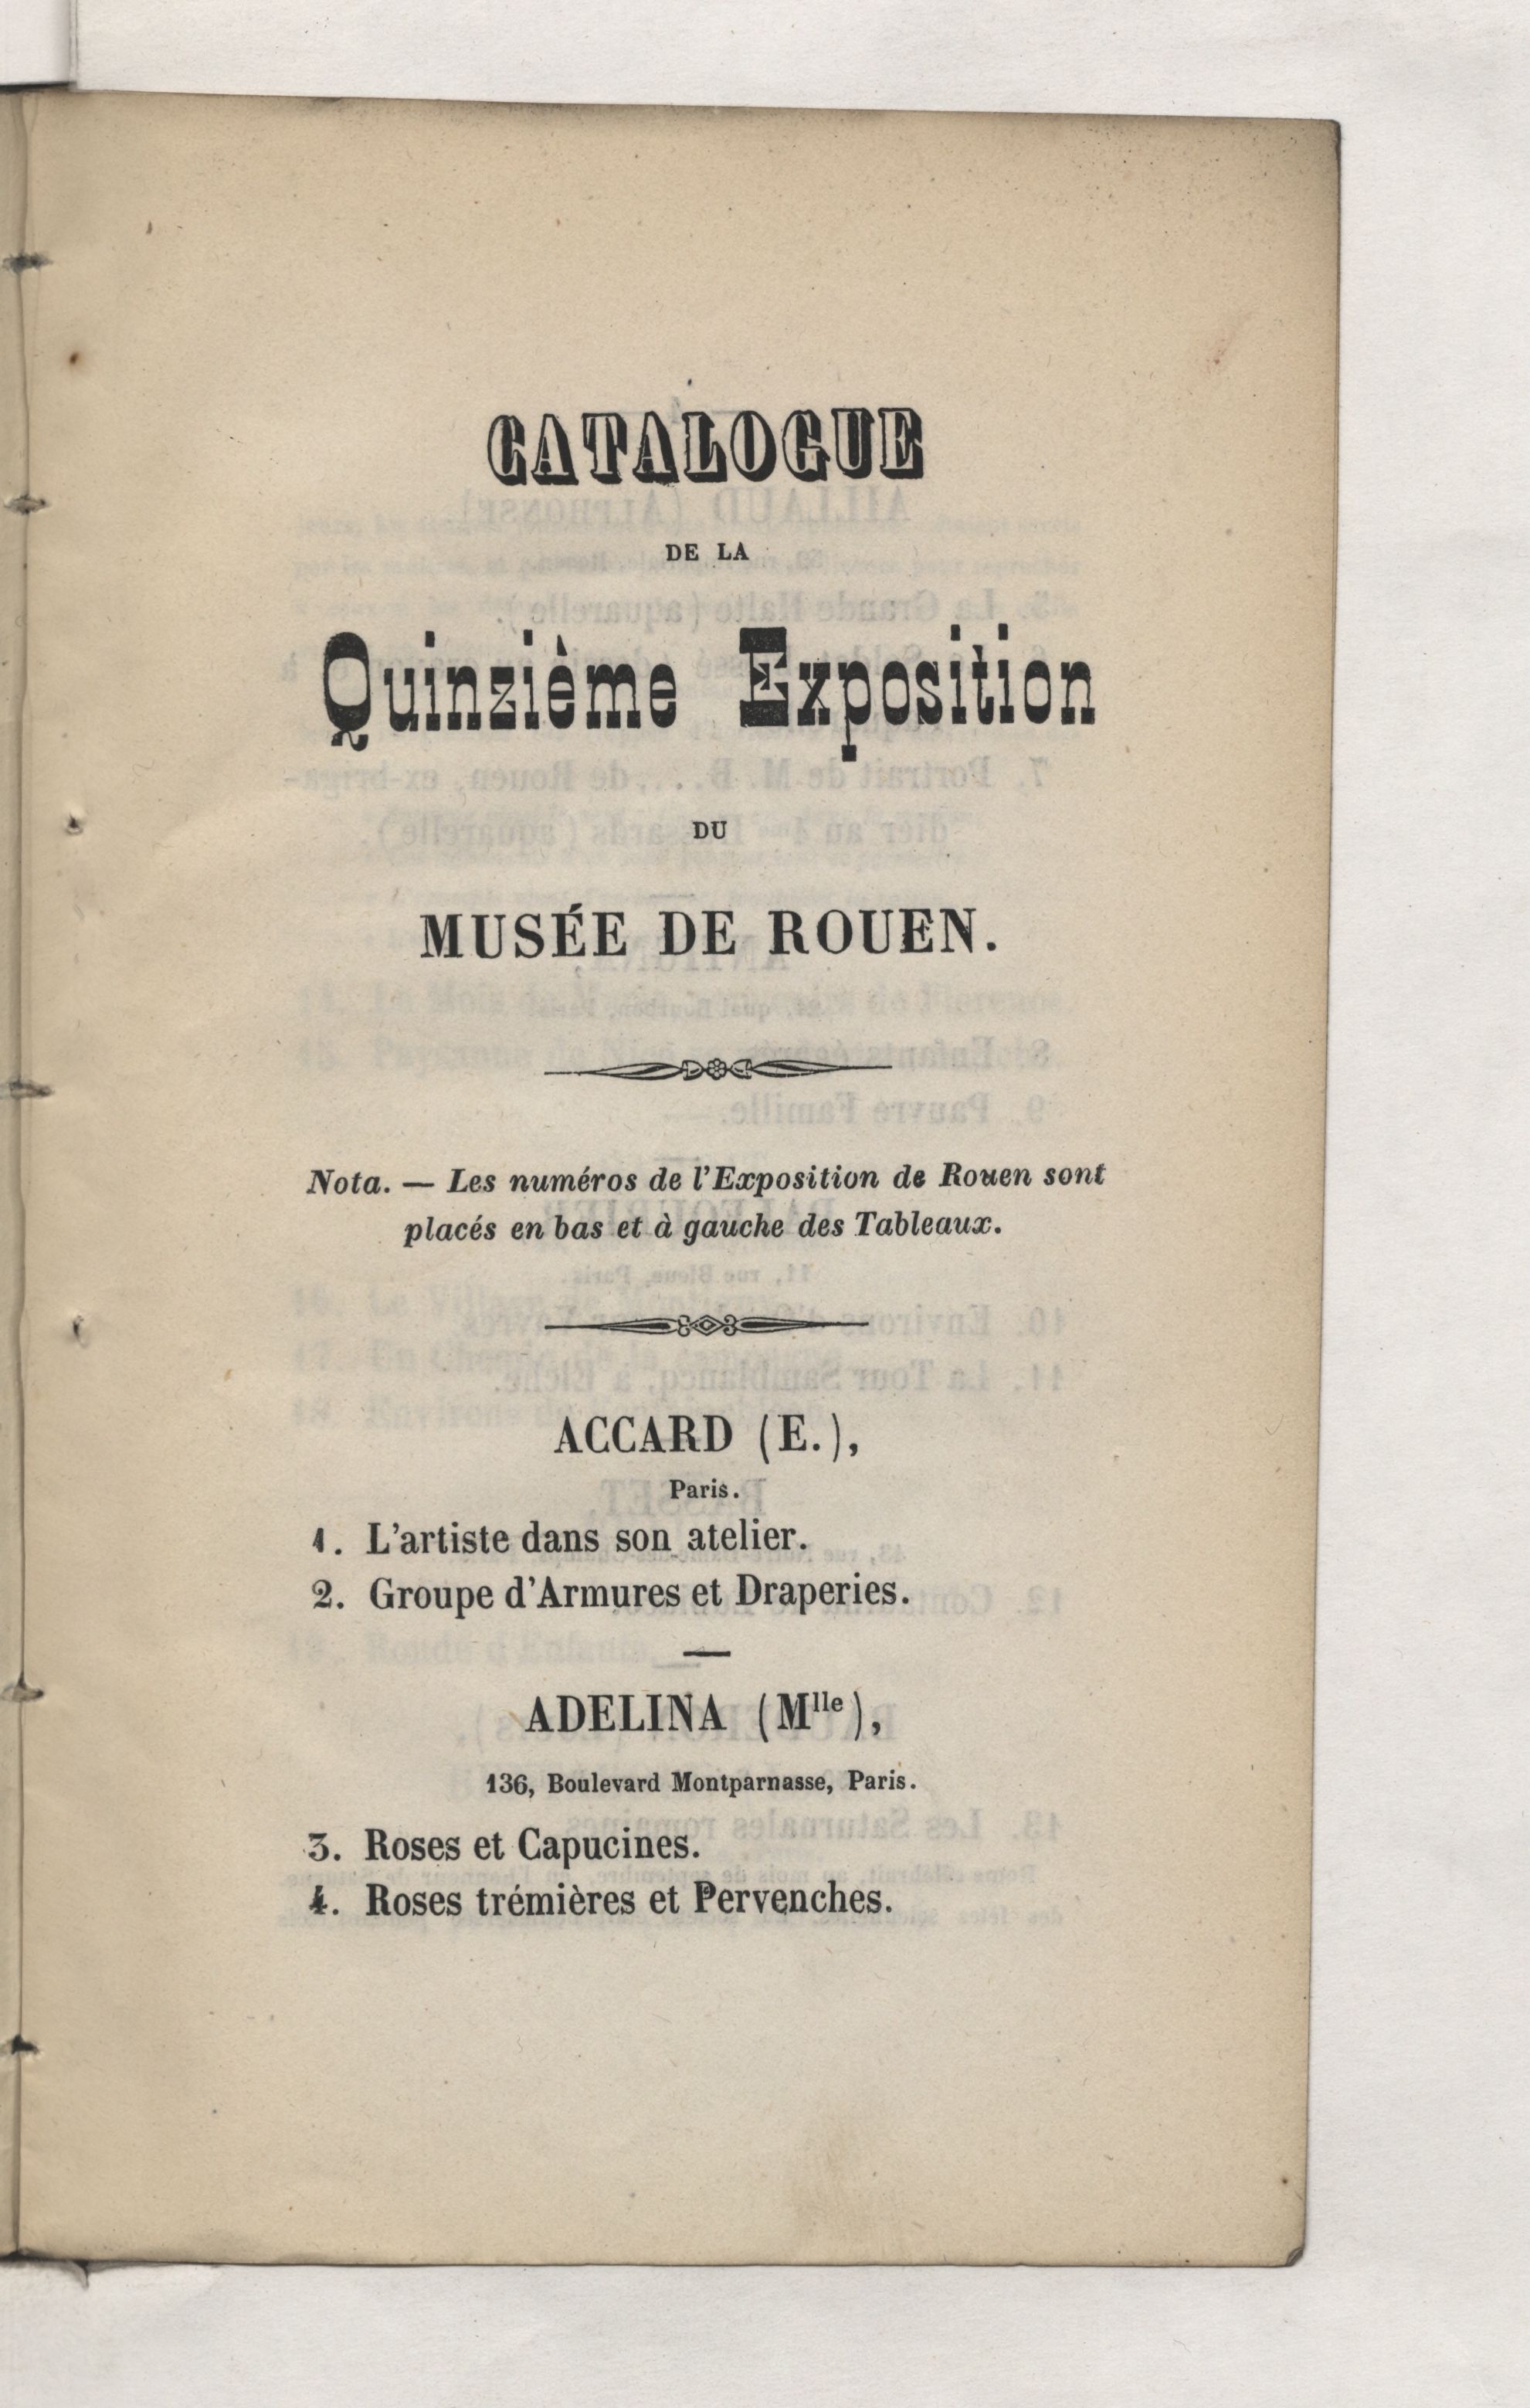 CATALOGUE
DE LA
Quinzième Exposition
DU
MUSÉE DE ROUEN.
Nota. — Les numéros de l'Exposition de Rouen sont
placés en bas et à gauche des Tableaux.
ACCARD (E.),
Paris.
1. L'artiste dans son atelier.
2. Groupe d'Armures et Draperies.
—
ADELINA (Mlle),
136, Boulevard Montparnasse, Paris.
3. Roses et Capucines.
4. Roses trémières et Pervenches.